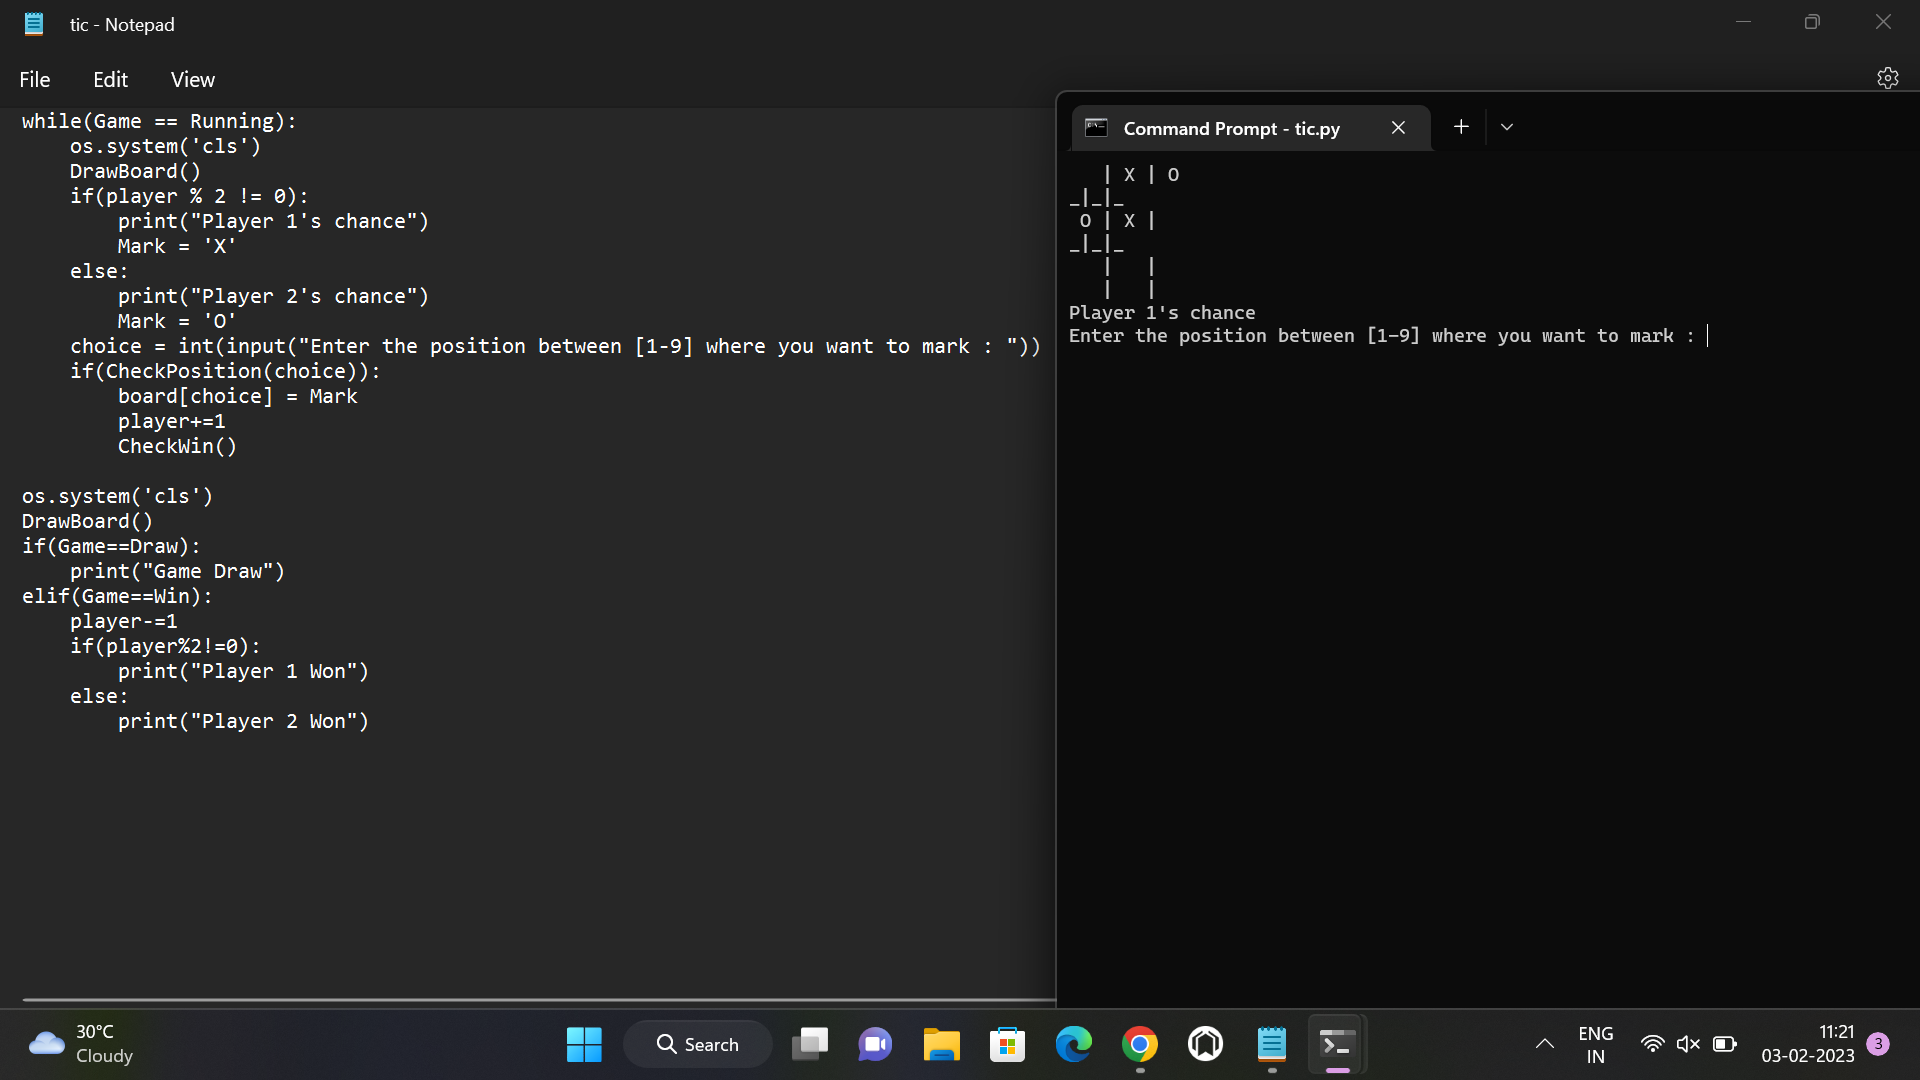 tic - Notepad
File Edit View
while(Game == Running):
    os.system('cls')
    DrawBoard()
    if(player % 2 != 0):
        print("Player 1's chance")
        Mark = 'X'
    else:
        print("Player 2's chance")
        Mark = 'O'
    choice = int(input("Enter the position between [1-9] where you want to mark : "))
    if(CheckPosition(choice)):
        board[choice] = Mark
        player+=1
        CheckWin()

os.system('cls')
DrawBoard()
if(Game==Draw):
    print("Game Draw")
elif(Game==Win):
    player-=1
    if(player%2!=0):
        print("Player 1 Won")
    else:
        print("Player 2 Won")
Command Prompt - tic.py
   | X | O
_|_|_
 O | X |
_|_|_
   |   |
   |   |
Player 1's chance
Enter the position between [1-9] where you want to mark :
30°C
Cloudy
Search
ENG
IN
11:21
03-02-2023
3